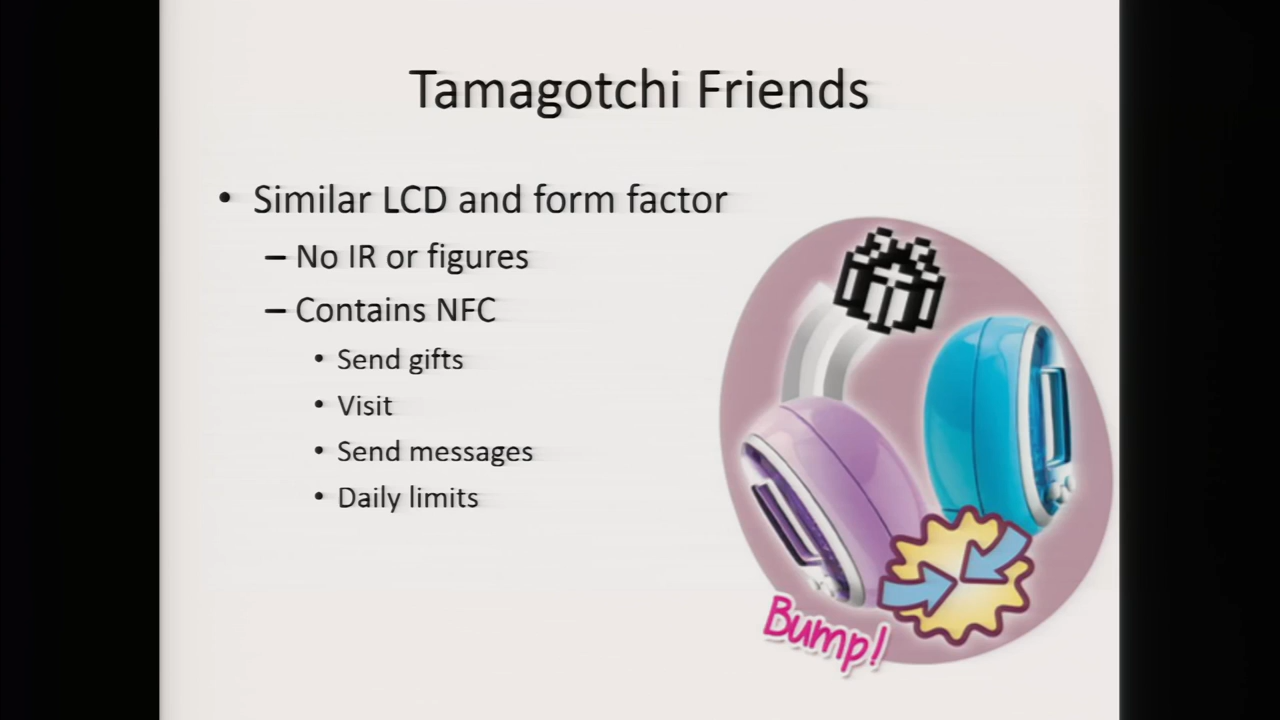 Tamagotchi Friends
• Similar LCD and form factor
– No IR or figures
– Contains NFC
• Send gifts
• Visit
• Send messages
• Daily limits
Bump!